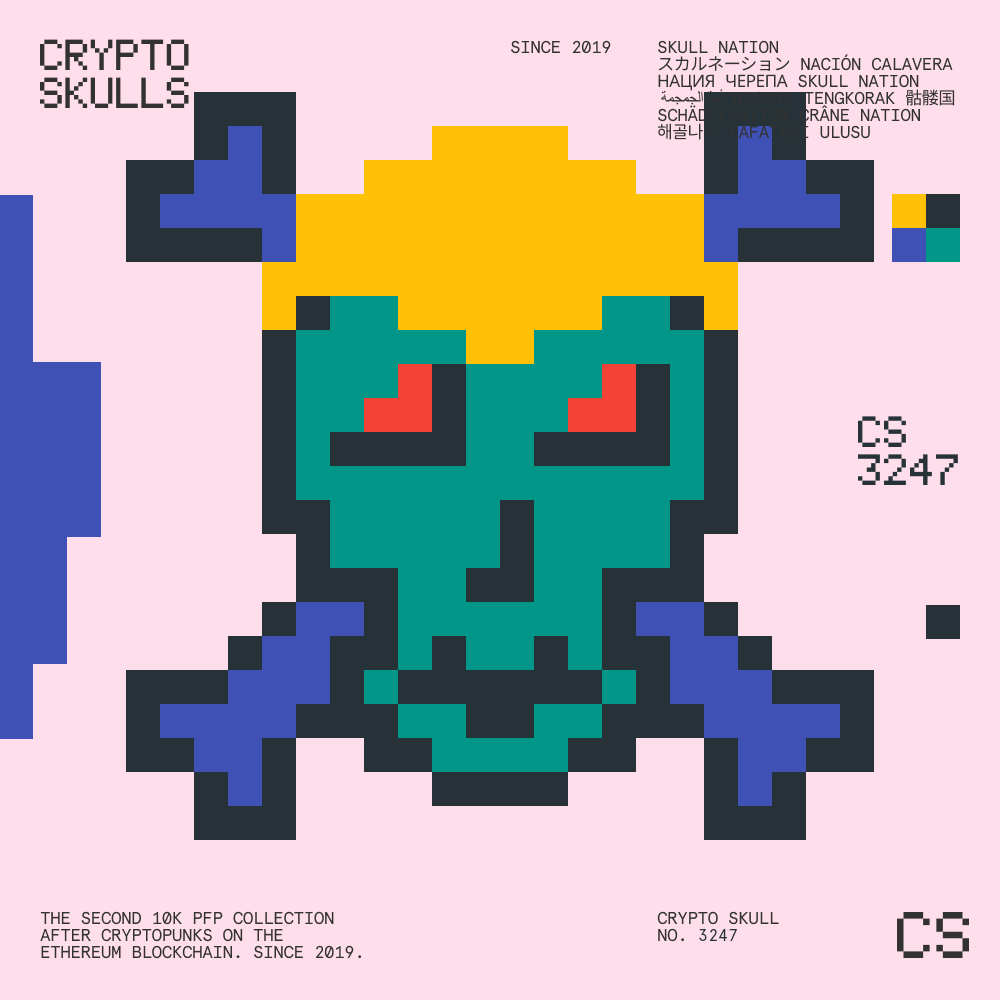 CRYPTO
SKULLS
SINCE 2019
SKULL NATION
スカルネーション NACIÓN CALAVERA
НАЦИЯ ЧЕРЕПА SKULL NATION
الجمجمة TENGKORAK 骷髅国
CRÂNE NATION
해골나 ULUSU
CS
3247
THE SECOND 10K PFP COLLECTION
AFTER CRYPTOPUNKS ON THE
ETHEREUM BLOCKCHAIN. SINCE 2019.
CRYPTO SKULL
NO. 3247
CS